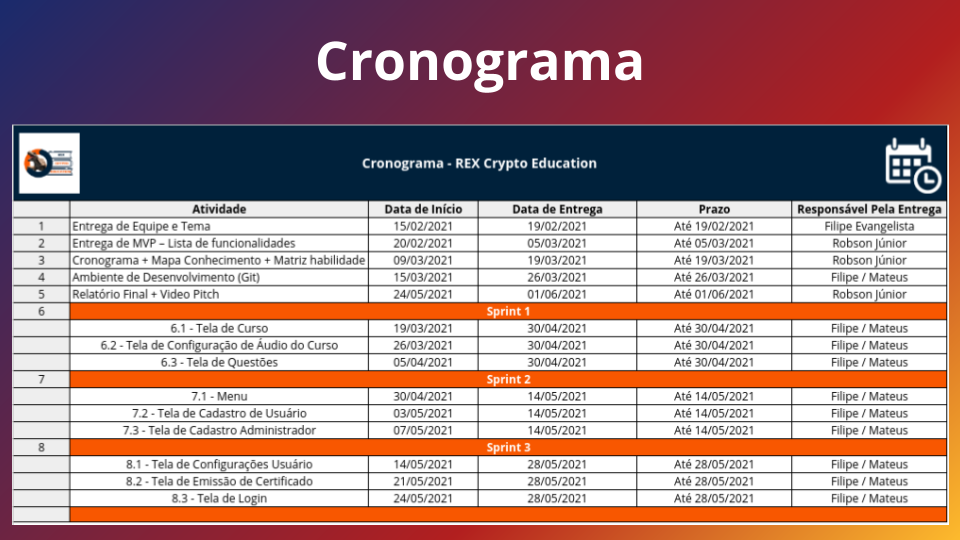 Cronograma
Cronograma - REX Crypto Education
Atividade Data de Início Data de Entrega Prazo Responsável Pela Entrega
1 Entrega de Equipe e Tema 15/02/2021 19/02/2021 Até 19/02/2021 Filipe Evangelista
2 Entrega de MVP – Lista de funcionalidades 20/02/2021 05/03/2021 Até 05/03/2021 Robson Júnior
3 Cronograma + Mapa Conhecimento + Matriz habilidade 09/03/2021 19/03/2021 Até 19/03/2021 Robson Júnior
4 Ambiente de Desenvolvimento (Git) 15/03/2021 26/03/2021 Até 26/03/2021 Filipe / Mateus
5 Relatório Final + Video Pitch 24/05/2021 01/06/2021 Até 01/06/2021 Robson Júnior
6 Sprint 1
6.1 - Tela de Curso 19/03/2021 30/04/2021 Até 30/04/2021 Filipe / Mateus
6.2 - Tela de Configuração de Áudio do Curso 26/03/2021 30/04/2021 Até 30/04/2021 Filipe / Mateus
6.3 - Tela de Questões 05/04/2021 30/04/2021 Até 30/04/2021 Filipe / Mateus
7 Sprint 2
7.1 - Menu 30/04/2021 14/05/2021 Até 14/05/2021 Filipe / Mateus
7.2 - Tela de Cadastro de Usuário 03/05/2021 14/05/2021 Até 14/05/2021 Filipe / Mateus
7.3 - Tela de Cadastro Administrador 07/05/2021 14/05/2021 Até 14/05/2021 Filipe / Mateus
8 Sprint 3
8.1 - Tela de Configurações Usuário 14/05/2021 28/05/2021 Até 28/05/2021 Filipe / Mateus
8.2 - Tela de Emissão de Certificado 21/05/2021 28/05/2021 Até 28/05/2021 Filipe / Mateus
8.3 - Tela de Login 24/05/2021 28/05/2021 Até 28/05/2021 Filipe / Mateus